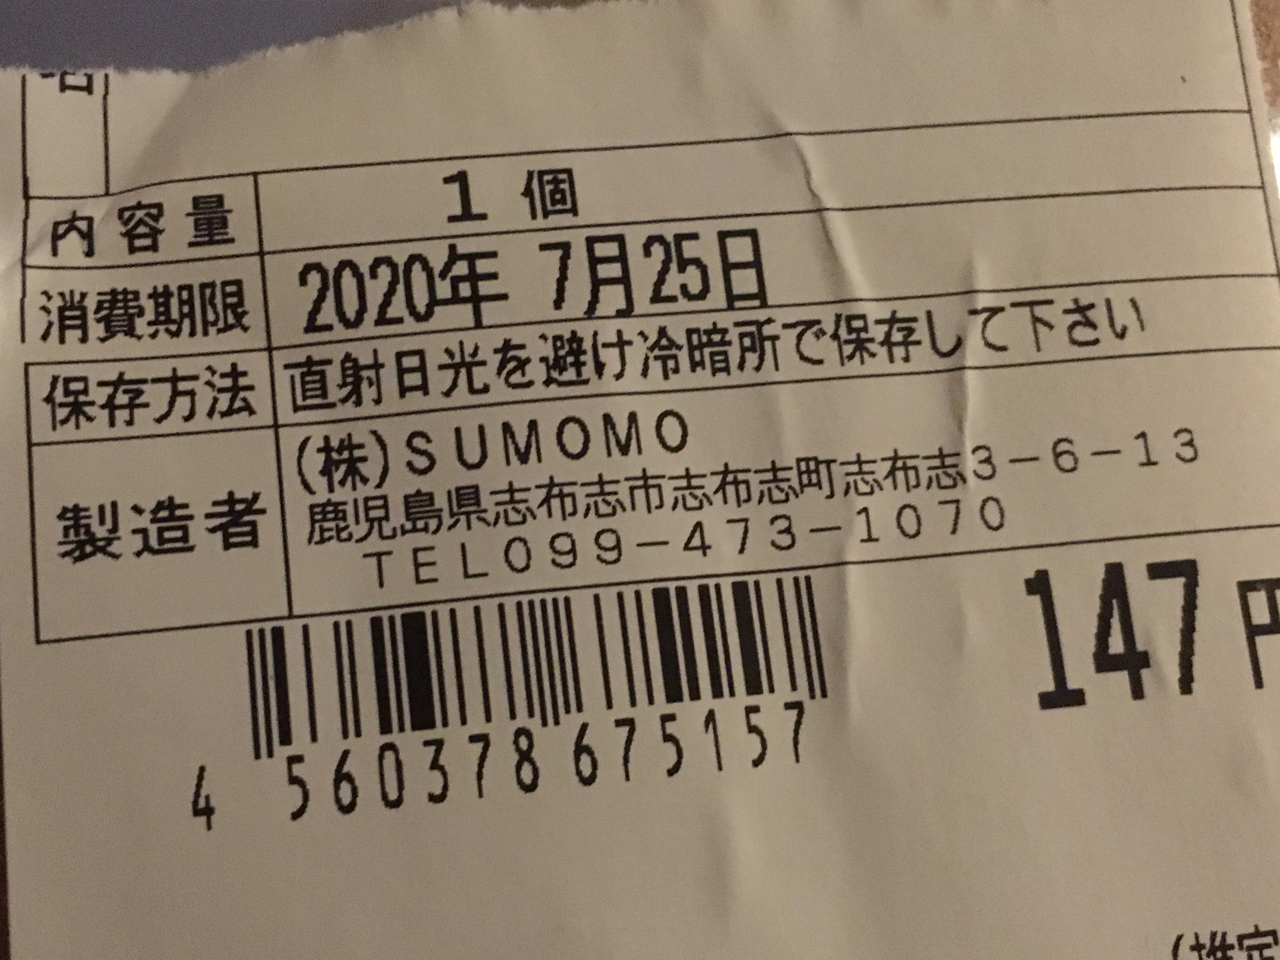 内容量 1個
消費期限 2020年 7月25日
保存方法 直射日光を避け冷暗所で保存して下さい
製造者 (株)SUMOMO
鹿児島県志布志市志布志町志布志3-6-13
TEL099-473-1070
4 560378 675157
147円
(推定